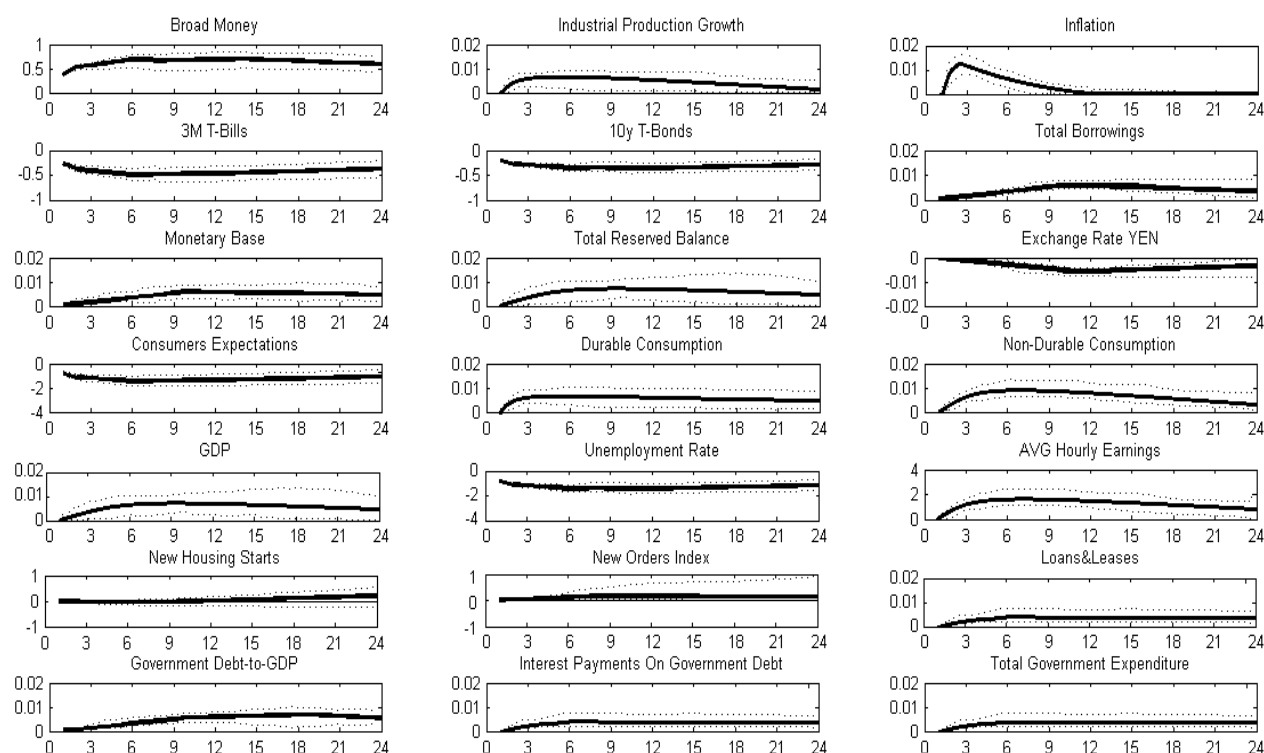 Broad Money Industrial Production Growth Inflation
1 0.02 0.02
0.5 0.01 0.01
0 0 0
0 3 6 9 12 15 18 21 24 0 3 6 9 12 15 18 21 24 0 3 6 9 12 15 18 21 24
3M T-Bills 10y T-Bonds Total Borrowings
0 0 0.02
-0.5 -0.5 0.01
-1 -1 0
0 3 6 9 12 15 18 21 24 0 3 6 9 12 15 18 21 24 0 3 6 9 12 15 18 21 24
Monetary Base Total Reserved Balance Exchange Rate YEN
0.02 0.02 0
0.01 0.01 -0.01
0 0 -0.02
0 3 6 9 12 15 18 21 24 0 3 6 9 12 15 18 21 24 0 3 6 9 12 15 18 21 24
Consumers Expectations Durable Consumption Non-Durable Consumption
0 0.02 0.02
-2 0.01 0.01
-4 0 0
0 3 6 9 12 15 18 21 24 0 3 6 9 12 15 18 21 24 0 3 6 9 12 15 18 21 24
GDP Unemployment Rate AVG Hourly Earnings
0.02 0 4
0.01 -2 2
0 -4 0
0 3 6 9 12 15 18 21 24 0 3 6 9 12 15 18 21 24 0 3 6 9 12 15 18 21 24
New Housing Starts New Orders Index Loans&Leases
1 1 0.02
0 0 0.01
-1 -1 0
0 3 6 9 12 15 18 21 24 0 3 6 9 12 15 18 21 24 0 3 6 9 12 15 18 21 24
Government Debt-to-GDP Interest Payments On Government Debt Total Government Expenditure
0.02 0.02 0.02
0.01 0.01 0.01
0 0 0
0 3 6 9 12 15 18 21 24 0 3 6 9 12 15 18 21 24 0 3 6 9 12 15 18 21 24